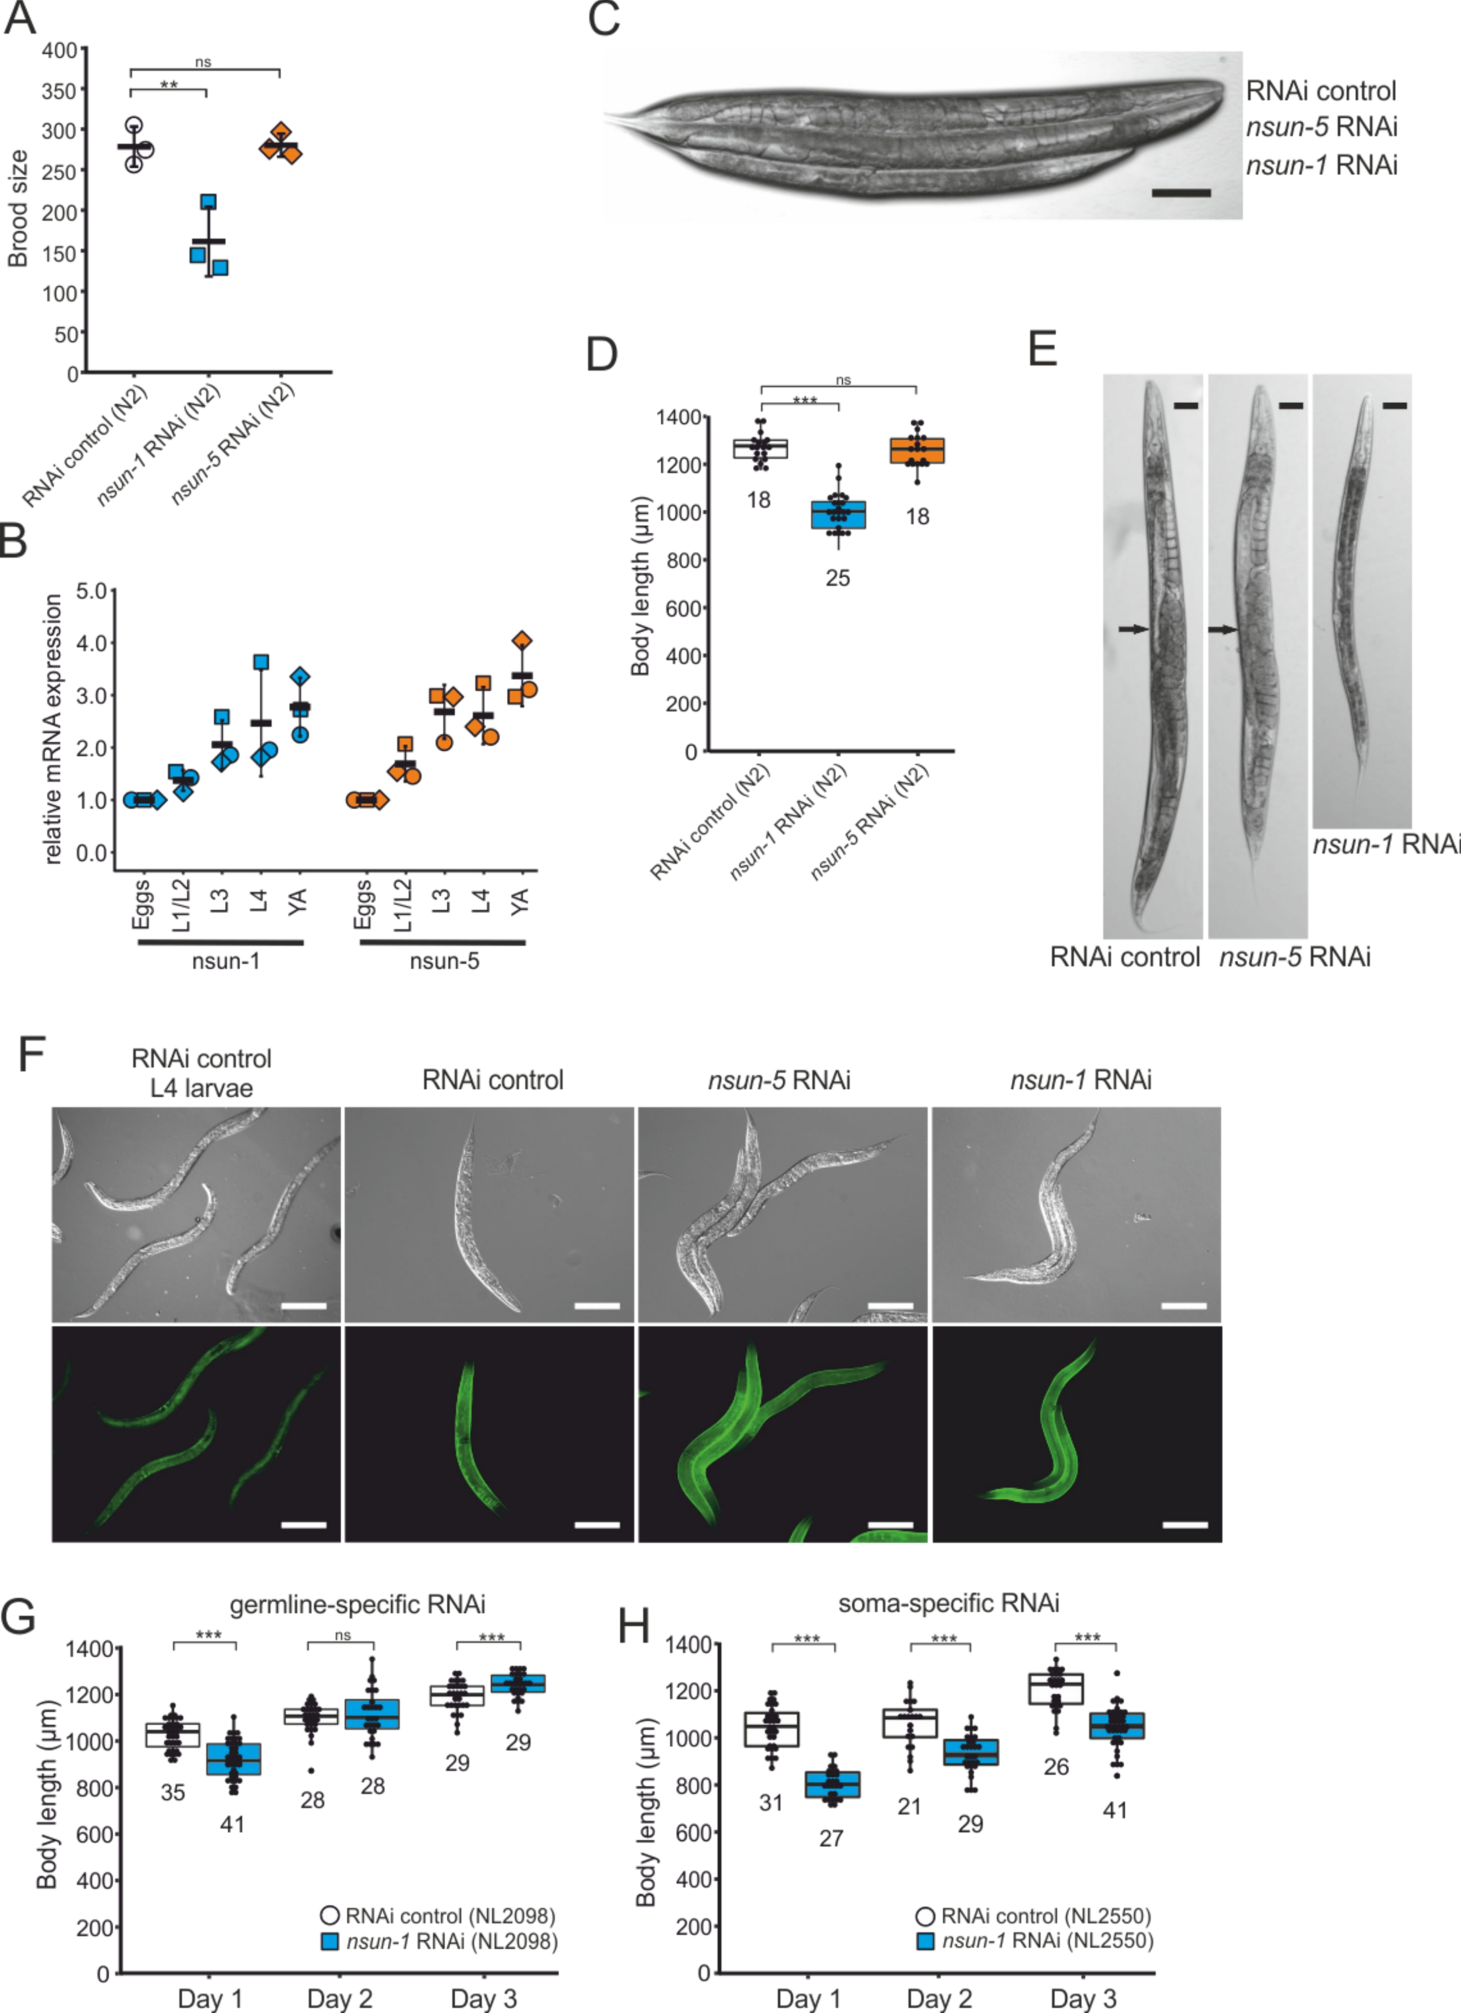 A
400
350
300
250
200
150
100
50
0
Brood size
ns
**
RNAi control (N2)
nsun-1 RNAi (N2)
nsun-5 RNAi (N2)
B
5.0
4.0
3.0
2.0
1.0
0.0
relative mRNA expression
Eggs
L1/L2
L3
L4
YA
Eggs
L1/L2
L3
L4
YA
nsun-1
nsun-5
C
RNAi control
nsun-5 RNAi
nsun-1 RNAi
D
1400
1200
1000
800
600
400
200
0
Body length (µm)
ns
***
18
25
18
RNAi control (N2)
nsun-1 RNAi (N2)
nsun-5 RNAi (N2)
E
nsun-1 RNAi
RNAi control
nsun-5 RNAi
F
RNAi control
L4 larvae
RNAi control
nsun-5 RNAi
nsun-1 RNAi
G
germline-specific RNAi
1400
1200
1000
800
600
400
200
0
Body length (µm)
***
ns
***
35
41
28
28
29
29
RNAi control (NL2098)
nsun-1 RNAi (NL2098)
Day 1
Day 2
Day 3
H
soma-specific RNAi
1400
1200
1000
800
600
400
200
0
Body length (µm)
***
***
***
31
27
21
29
26
41
RNAi control (NL2550)
nsun-1 RNAi (NL2550)
Day 1
Day 2
Day 3